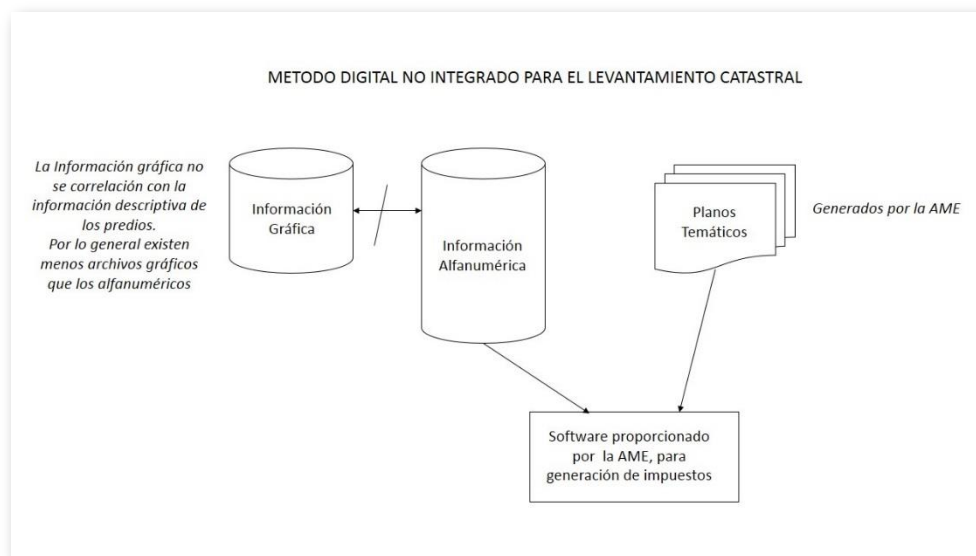 METODO DIGITAL NO INTEGRADO PARA EL LEVANTAMIENTO CATASTRAL
La Información gráfica no
se correlación con la
información descriptiva de
los predios.
Por lo general existen
menos archivos gráficos
que los alfanuméricos
Información
Gráfica
Información
Alfanumérica
Planos
Temáticos
Generados por la AME
Software proporcionado
por la AME, para
generación de impuestos